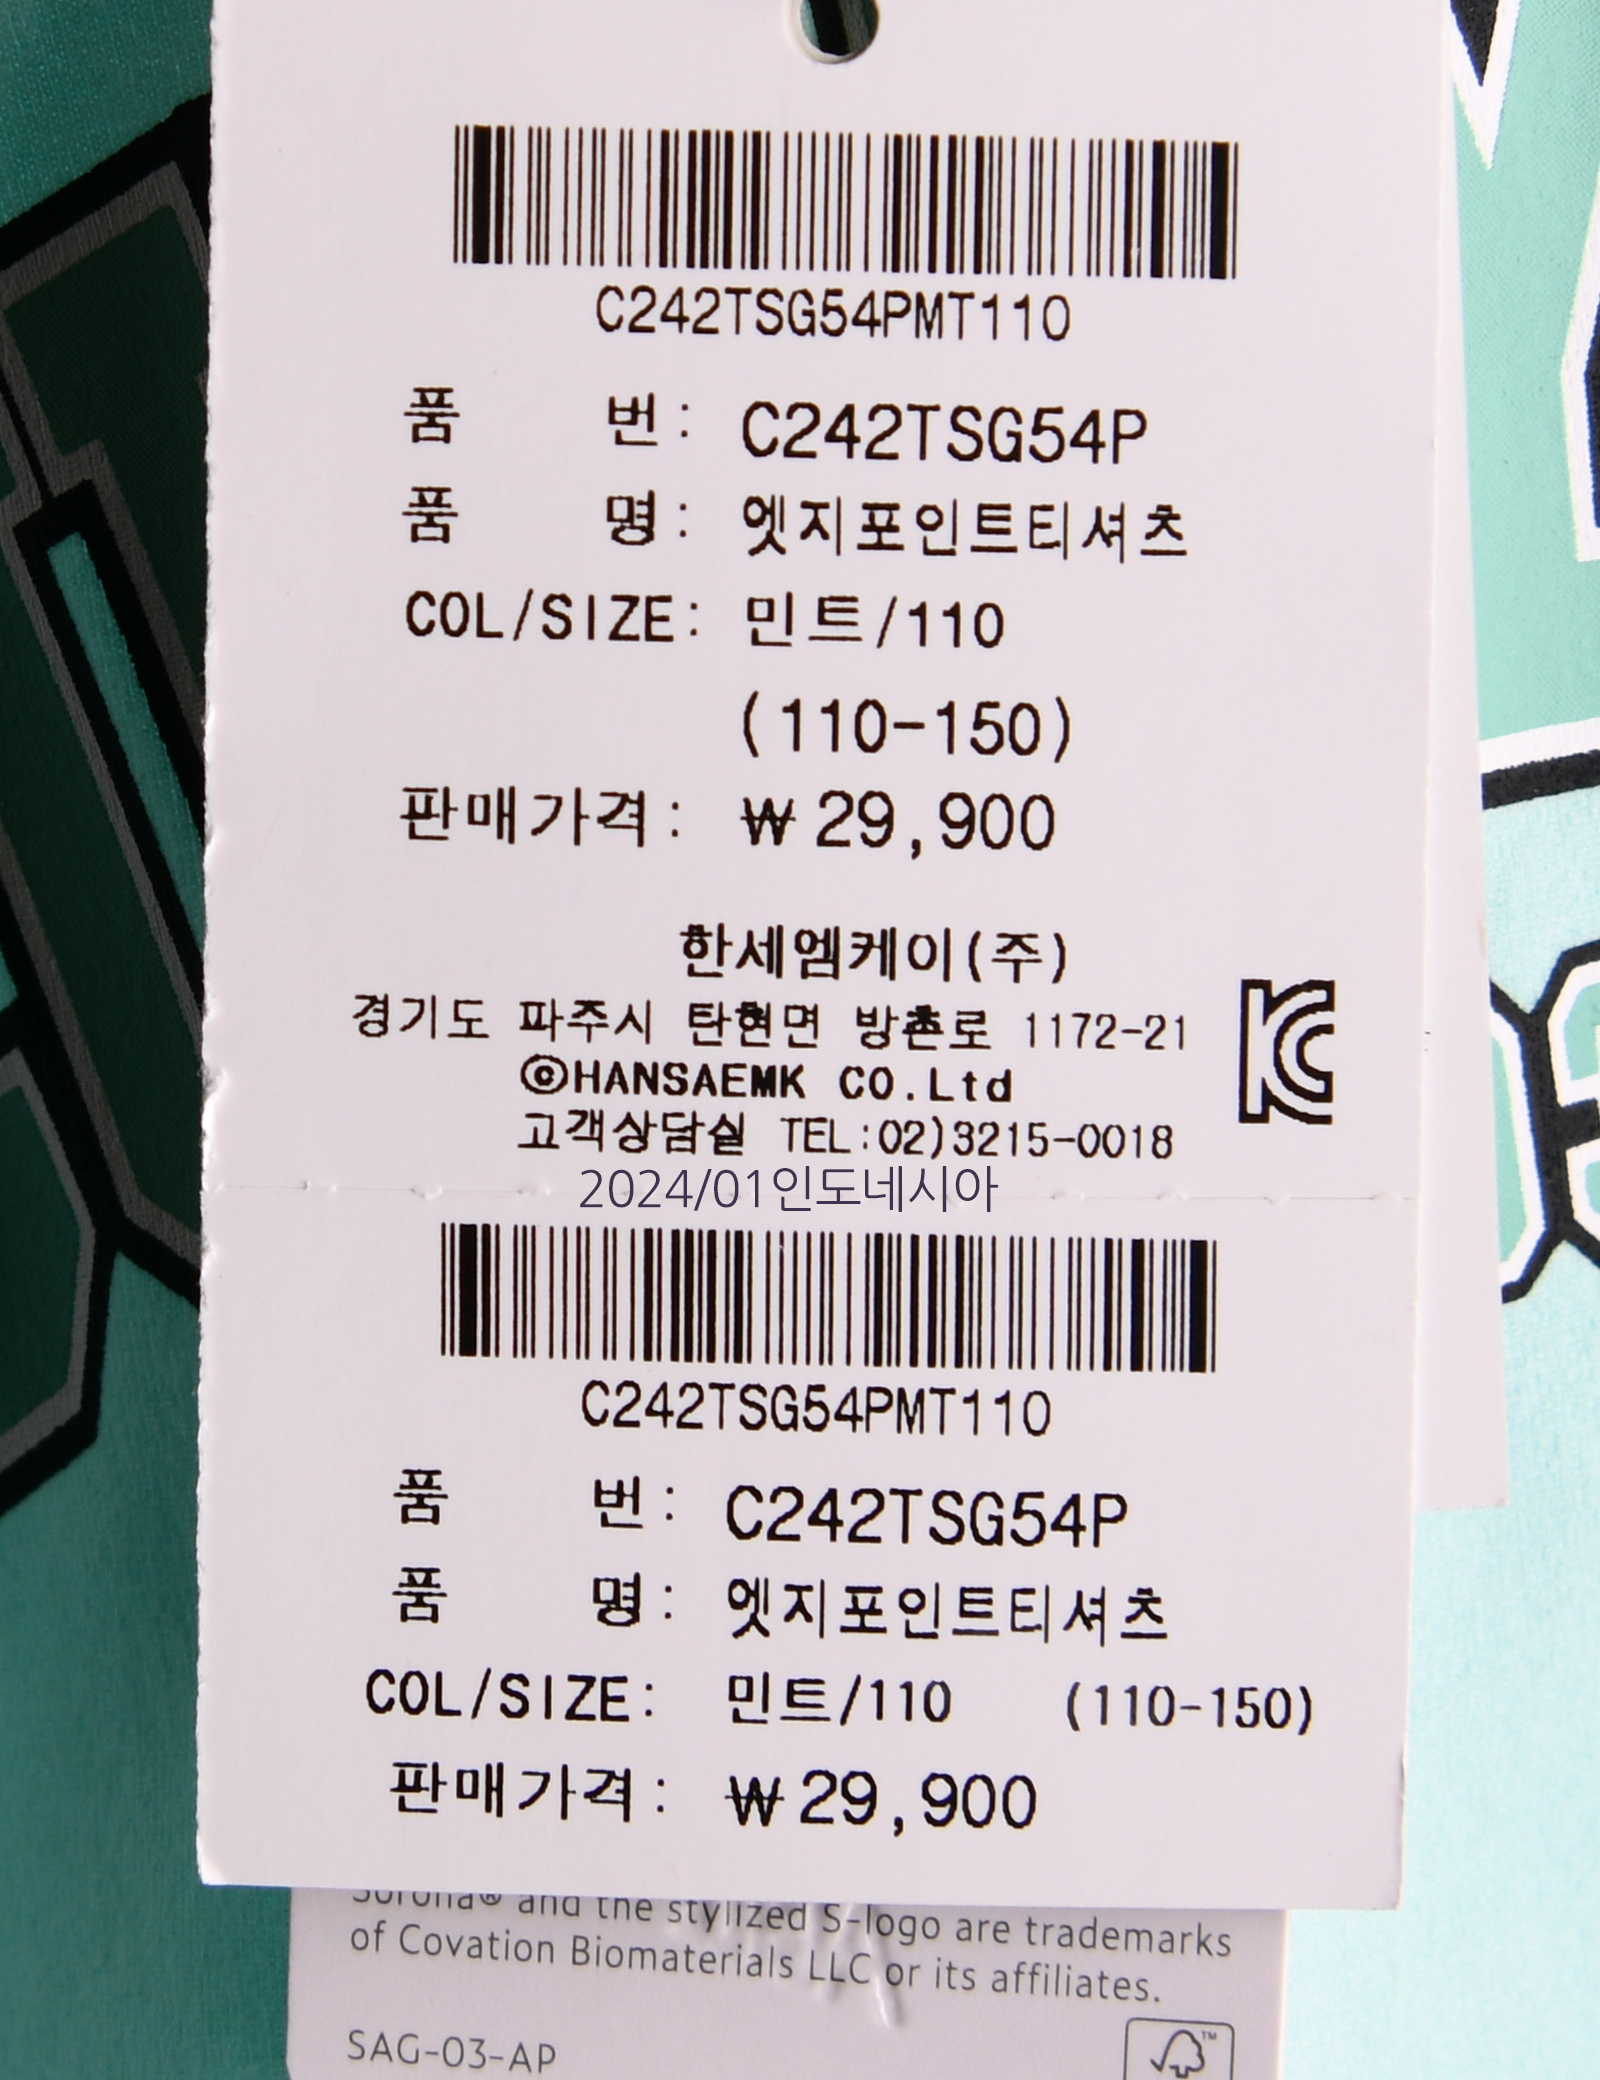 C242TSG54PMT110
품 번: C242TSG54P
품 명: 엣지포인트티셔츠
COL/SIZE: 민트/110
(110-150)
판매가격: ₩29,900
한세엠케이(주)
경기도 파주시 탄현면 방촌로 1172-21
©HANSAEMK CO.Ltd
고객상담실 TEL:02)3215-0018
2024/01인도네시아
C242TSG54PMT110
품 번: C242TSG54P
품 명: 엣지포인트티셔츠
COL/SIZE: 민트/110 (110-150)
판매가격: ₩29,900
Sorona® and the stylized S-logo are trademarks
of Covation Biomaterials LLC or its affiliates.
SAG-03-AP